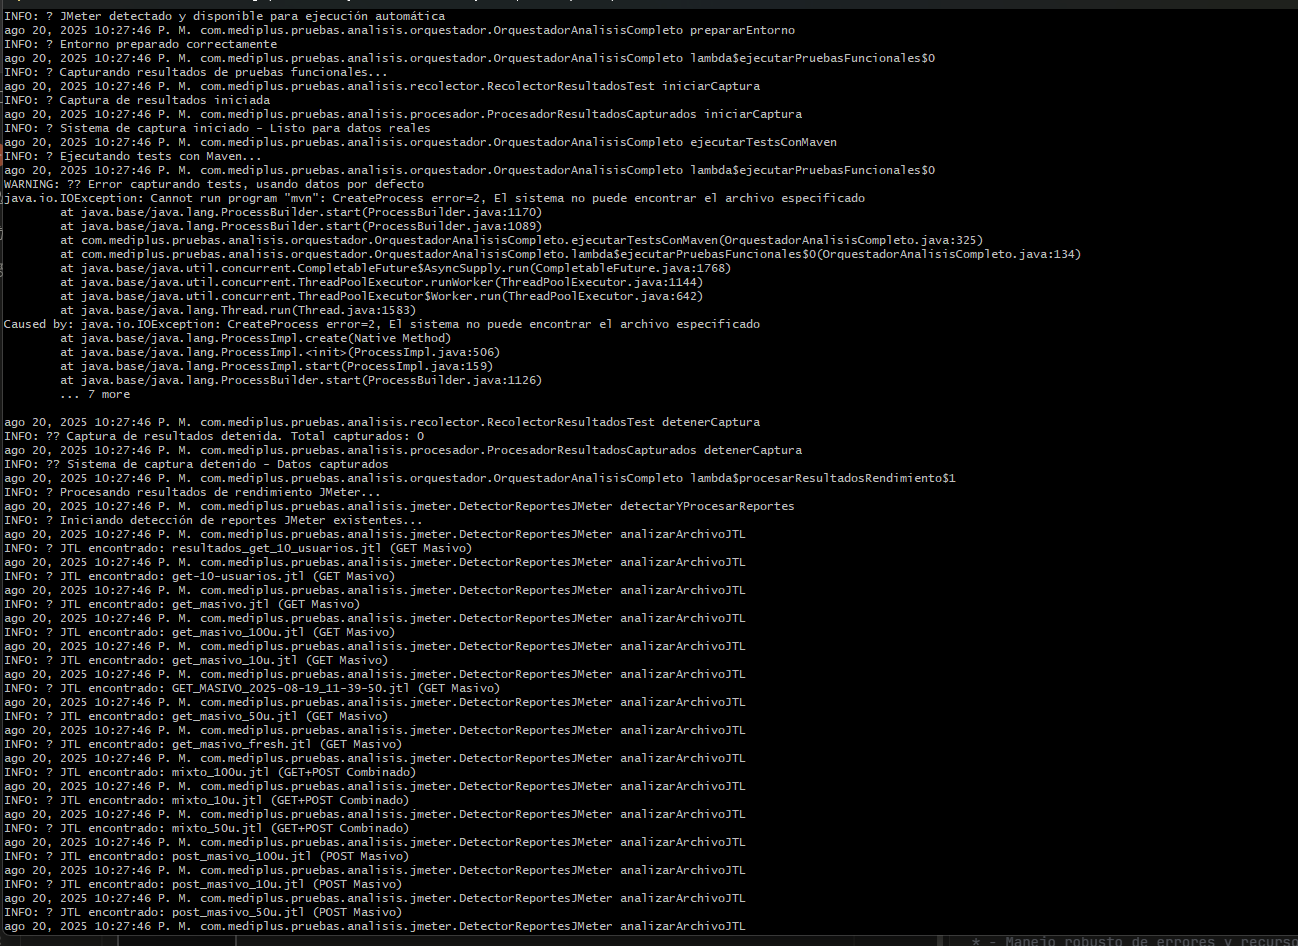 INFO: ? JMeter detectado y disponible para ejecución automática
ago 20, 2025 10:27:46 P. M. com.mediplus.pruebas.analisis.orquestador.OrquestadorAnalisisCompleto prepararEntorno
INFO: ? Entorno preparado correctamente
ago 20, 2025 10:27:46 P. M. com.mediplus.pruebas.analisis.orquestador.OrquestadorAnalisisCompleto lambda$ejecutarPruebasFuncionales$0
INFO: ? Capturando resultados de pruebas funcionales...
ago 20, 2025 10:27:46 P. M. com.mediplus.pruebas.analisis.recolector.RecolectorResultadosTest iniciarCaptura
INFO: ? Captura de resultados iniciada
ago 20, 2025 10:27:46 P. M. com.mediplus.pruebas.analisis.procesador.ProcesadorResultadosCapturados iniciarCaptura
INFO: ? Sistema de captura iniciado - Listo para datos reales
ago 20, 2025 10:27:46 P. M. com.mediplus.pruebas.analisis.orquestador.OrquestadorAnalisisCompleto ejecutarTestsConMaven
INFO: ? Ejecutando tests con Maven...
ago 20, 2025 10:27:46 P. M. com.mediplus.pruebas.analisis.orquestador.OrquestadorAnalisisCompleto lambda$ejecutarPruebasFuncionales$0
WARNING: ?? Error capturando tests, usando datos por defecto
java.io.IOException: Cannot run program "mvn": CreateProcess error=2, El sistema no puede encontrar el archivo especificado
at java.base/java.lang.ProcessBuilder.start(ProcessBuilder.java:1170)
at java.base/java.lang.ProcessBuilder.start(ProcessBuilder.java:1089)
at com.mediplus.pruebas.analisis.orquestador.OrquestadorAnalisisCompleto.ejecutarTestsConMaven(OrquestadorAnalisisCompleto.java:325)
at com.mediplus.pruebas.analisis.orquestador.OrquestadorAnalisisCompleto.lambda$ejecutarPruebasFuncionales$0(OrquestadorAnalisisCompleto.java:134)
at java.base/java.util.concurrent.CompletableFuture$AsyncSupply.run(CompletableFuture.java:1768)
at java.base/java.util.concurrent.ThreadPoolExecutor.runWorker(ThreadPoolExecutor.java:1144)
at java.base/java.util.concurrent.ThreadPoolExecutor$Worker.run(ThreadPoolExecutor.java:642)
at java.base/java.lang.Thread.run(Thread.java:1583)
Caused by: java.io.IOException: CreateProcess error=2, El sistema no puede encontrar el archivo especificado
at java.base/java.lang.ProcessImpl.create(Native Method)
at java.base/java.lang.ProcessImpl.<init>(ProcessImpl.java:506)
at java.base/java.lang.ProcessImpl.start(ProcessImpl.java:159)
at java.base/java.lang.ProcessBuilder.start(ProcessBuilder.java:1126)
... 7 more
ago 20, 2025 10:27:46 P. M. com.mediplus.pruebas.analisis.recolector.RecolectorResultadosTest detenerCaptura
INFO: ?? Captura de resultados detenida. Total capturados: 0
ago 20, 2025 10:27:46 P. M. com.mediplus.pruebas.analisis.procesador.ProcesadorResultadosCapturados detenerCaptura
INFO: ?? Sistema de captura detenido - Datos capturados
ago 20, 2025 10:27:46 P. M. com.mediplus.pruebas.analisis.orquestador.OrquestadorAnalisisCompleto lambda$procesarResultadosRendimiento$1
INFO: ? Procesando resultados de rendimiento JMeter...
ago 20, 2025 10:27:46 P. M. com.mediplus.pruebas.analisis.jmeter.DetectorReportesJMeter detectarYProcesarReportes
INFO: ? Iniciando detección de reportes JMeter existentes...
ago 20, 2025 10:27:46 P. M. com.mediplus.pruebas.analisis.jmeter.DetectorReportesJMeter analizarArchivoJTL
INFO: ? JTL encontrado: resultados_get_10_usuarios.jtl (GET Masivo)
ago 20, 2025 10:27:46 P. M. com.mediplus.pruebas.analisis.jmeter.DetectorReportesJMeter analizarArchivoJTL
INFO: ? JTL encontrado: get-10-usuarios.jtl (GET Masivo)
ago 20, 2025 10:27:46 P. M. com.mediplus.pruebas.analisis.jmeter.DetectorReportesJMeter analizarArchivoJTL
INFO: ? JTL encontrado: get_masivo.jtl (GET Masivo)
ago 20, 2025 10:27:46 P. M. com.mediplus.pruebas.analisis.jmeter.DetectorReportesJMeter analizarArchivoJTL
INFO: ? JTL encontrado: get_masivo_100u.jtl (GET Masivo)
ago 20, 2025 10:27:46 P. M. com.mediplus.pruebas.analisis.jmeter.DetectorReportesJMeter analizarArchivoJTL
INFO: ? JTL encontrado: get_masivo_10u.jtl (GET Masivo)
ago 20, 2025 10:27:46 P. M. com.mediplus.pruebas.analisis.jmeter.DetectorReportesJMeter analizarArchivoJTL
INFO: ? JTL encontrado: GET_MASIVO_2025-08-19_11-39-50.jtl (GET Masivo)
ago 20, 2025 10:27:46 P. M. com.mediplus.pruebas.analisis.jmeter.DetectorReportesJMeter analizarArchivoJTL
INFO: ? JTL encontrado: get_masivo_50u.jtl (GET Masivo)
ago 20, 2025 10:27:46 P. M. com.mediplus.pruebas.analisis.jmeter.DetectorReportesJMeter analizarArchivoJTL
INFO: ? JTL encontrado: get_masivo_fresh.jtl (GET Masivo)
ago 20, 2025 10:27:46 P. M. com.mediplus.pruebas.analisis.jmeter.DetectorReportesJMeter analizarArchivoJTL
INFO: ? JTL encontrado: mixto_100u.jtl (GET+POST Combinado)
ago 20, 2025 10:27:46 P. M. com.mediplus.pruebas.analisis.jmeter.DetectorReportesJMeter analizarArchivoJTL
INFO: ? JTL encontrado: mixto_10u.jtl (GET+POST Combinado)
ago 20, 2025 10:27:46 P. M. com.mediplus.pruebas.analisis.jmeter.DetectorReportesJMeter analizarArchivoJTL
INFO: ? JTL encontrado: mixto_50u.jtl (GET+POST Combinado)
ago 20, 2025 10:27:46 P. M. com.mediplus.pruebas.analisis.jmeter.DetectorReportesJMeter analizarArchivoJTL
INFO: ? JTL encontrado: post_masivo_100u.jtl (POST Masivo)
ago 20, 2025 10:27:46 P. M. com.mediplus.pruebas.analisis.jmeter.DetectorReportesJMeter analizarArchivoJTL
INFO: ? JTL encontrado: post_masivo_10u.jtl (POST Masivo)
ago 20, 2025 10:27:46 P. M. com.mediplus.pruebas.analisis.jmeter.DetectorReportesJMeter analizarArchivoJTL
INFO: ? JTL encontrado: post_masivo_50u.jtl (POST Masivo)
ago 20, 2025 10:27:46 P. M. com.mediplus.pruebas.analisis.jmeter.DetectorReportesJMeter analizarArchivoJTL
* - Manejo robusto de errores y recurso